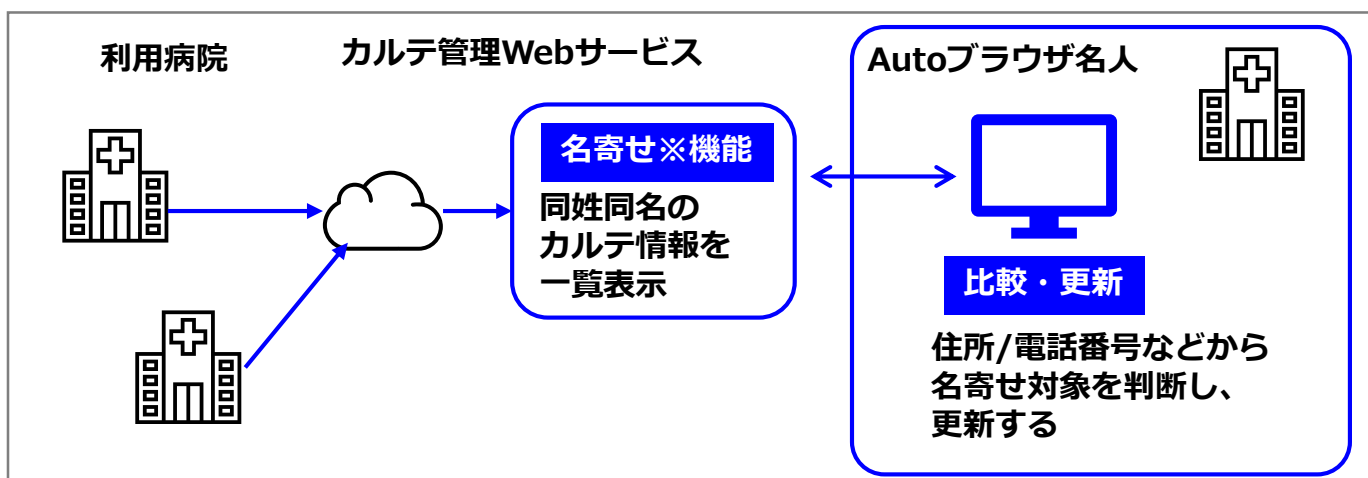 利用病院
カルテ管理Webサービス
名寄せ※機能
同姓同名の
カルテ情報を
一覧表示
Autoブラウザ名人
比較・更新
住所/電話番号などから
名寄せ対象を判断し、
更新する